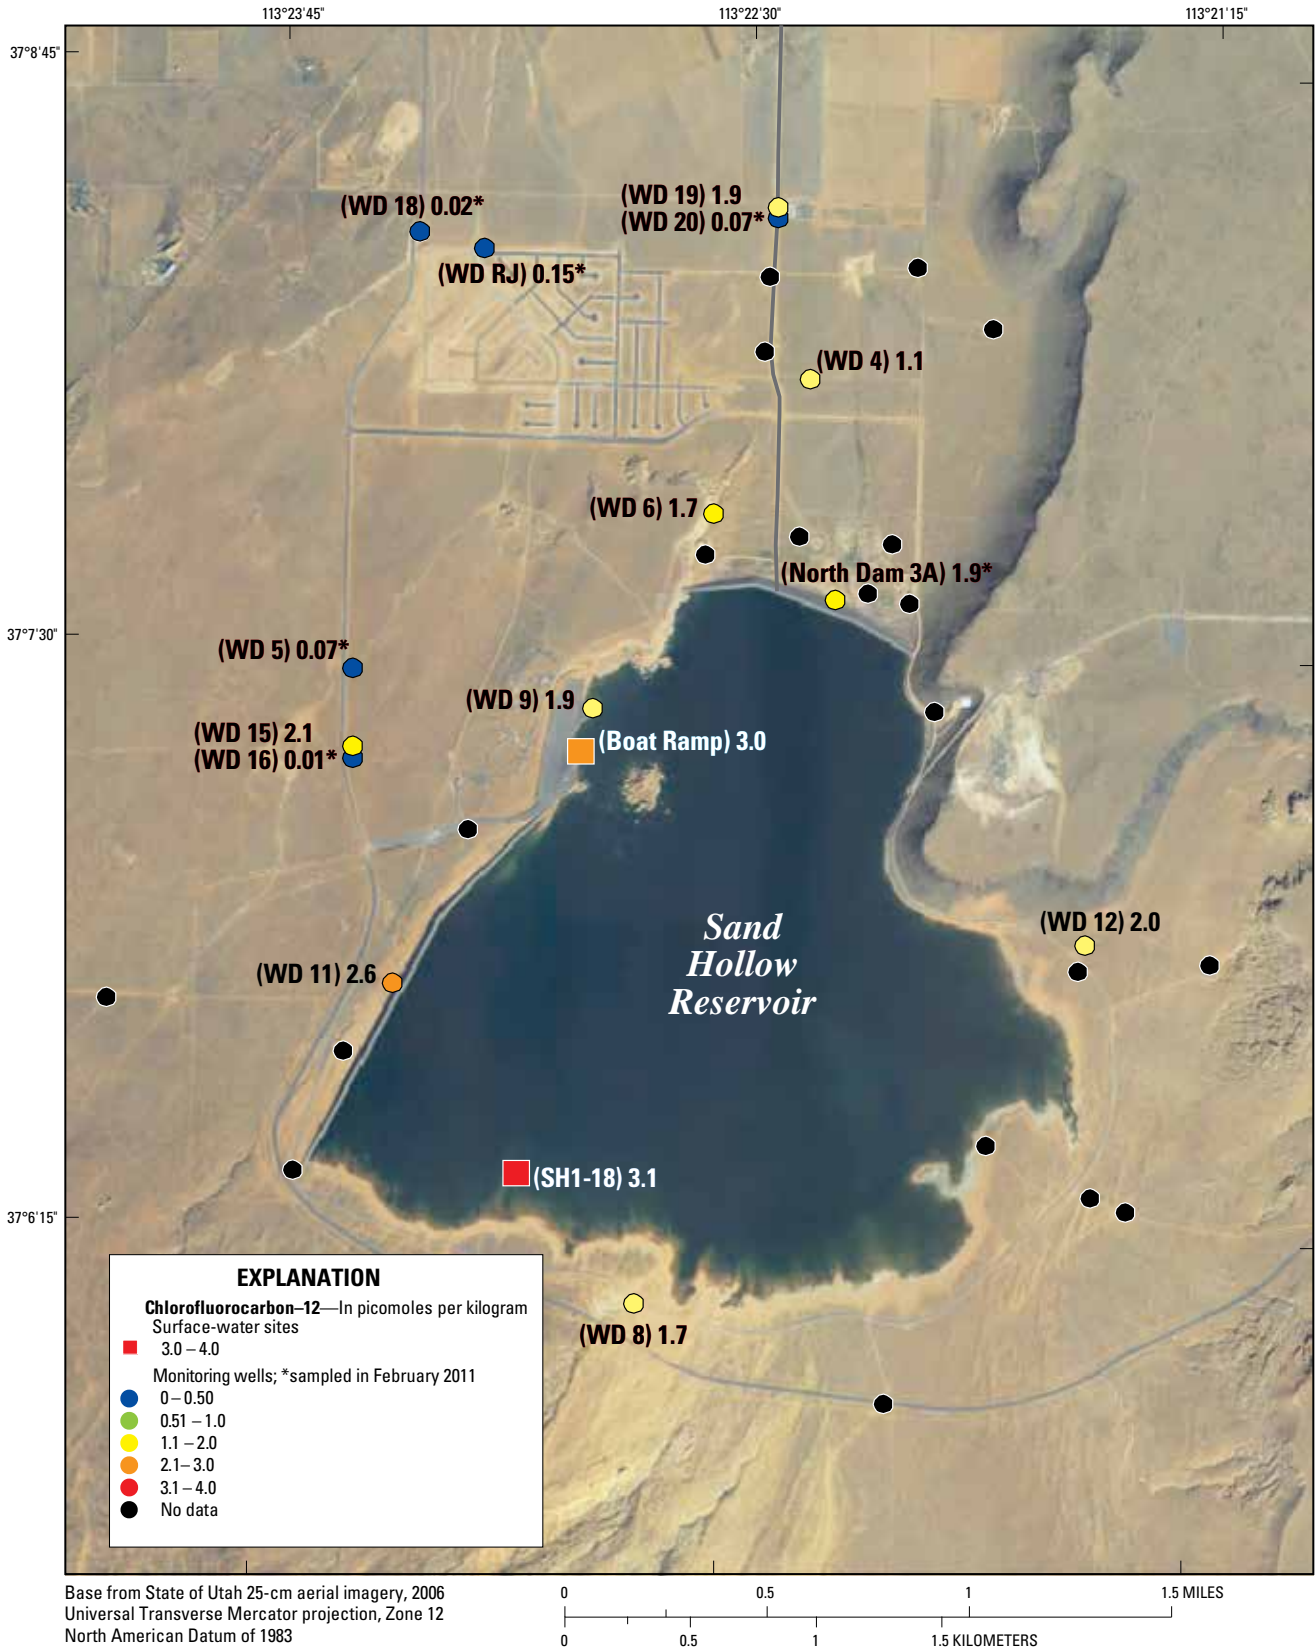 113°23'45" 113°22'30" 113°21'15"
37°8'45"
(WD 18) 0.02*
(WD 19) 1.9
(WD 20) 0.07*
(WD RJ) 0.15*
(WD 4) 1.1
(WD 6) 1.7
(North Dam 3A) 1.9*
37°7'30"
(WD 5) 0.07*
(WD 9) 1.9
(WD 15) 2.1
(WD 16) 0.01*
(Boat Ramp) 3.0
Sand
Hollow
Reservoir
(WD 12) 2.0
(WD 11) 2.6
(SH1-18) 3.1
37°6'15"
(WD 8) 1.7
EXPLANATION
Chlorofluorocarbon–12—In picomoles per kilogram
Surface-water sites
3.0 – 4.0
Monitoring wells; *sampled in February 2011
0 – 0.50
0.51 – 1.0
1.1 – 2.0
2.1 – 3.0
3.1 – 4.0
No data
Base from State of Utah 25-cm aerial imagery, 2006
Universal Transverse Mercator projection, Zone 12
North American Datum of 1983
0 0.5 1 1.5 MILES
0 0.5 1 1.5 KILOMETERS